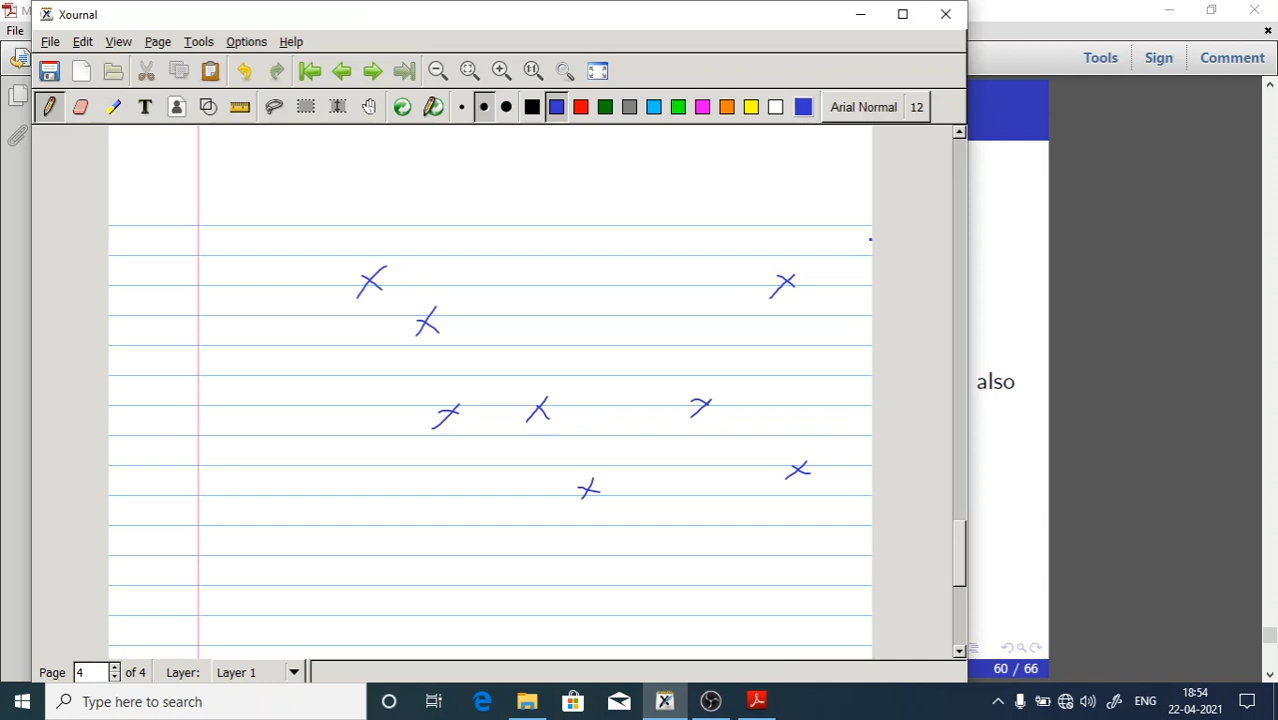 Xournal
File Edit View Page Tools Options Help
Arial Normal 12
x x
x
x x x
x
x
Page 4 of 4 Layer: Layer 1
File
Tools Sign Comment
also
60 / 66
Type here to search
ENG 18:54
22-04-2021